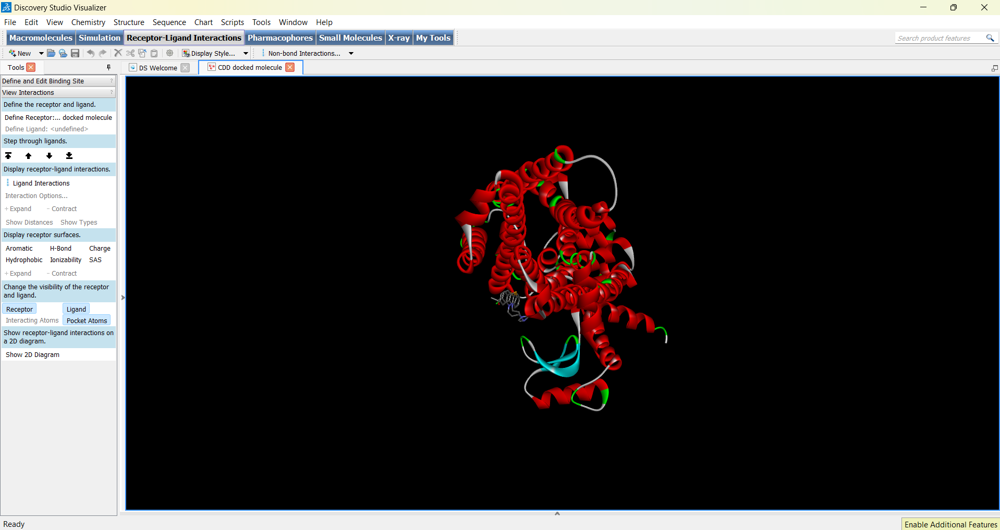 Discovery Studio Visualizer
File Edit View Chemistry Structure Sequence Chart Scripts Tools Window Help
Macromolecules Simulation Receptor-Ligand Interactions Pharmacophores Small Molecules X-ray My Tools
Search product features
New Display Style... Non-bond Interactions...
Tools
DS Welcome CDD docked molecule
Define and Edit Binding Site ?
View Interactions ?
Define the receptor and ligand.
Define Receptor:... docked molecule
Define Ligand: <undefined>
Step through ligands.
Display receptor-ligand interactions.
Ligand Interactions
Interaction Options...
+ Expand - Contract
Show Distances Show Types
Display receptor surfaces.
Aromatic H-Bond Charge
Hydrophobic Ionizability SAS
+ Expand - Contract
Change the visibility of the receptor
and ligand.
Receptor Ligand
Interacting Atoms Pocket Atoms
Show receptor-ligand interactions on
a 2D diagram.
Show 2D Diagram
Ready
Enable Additional Features